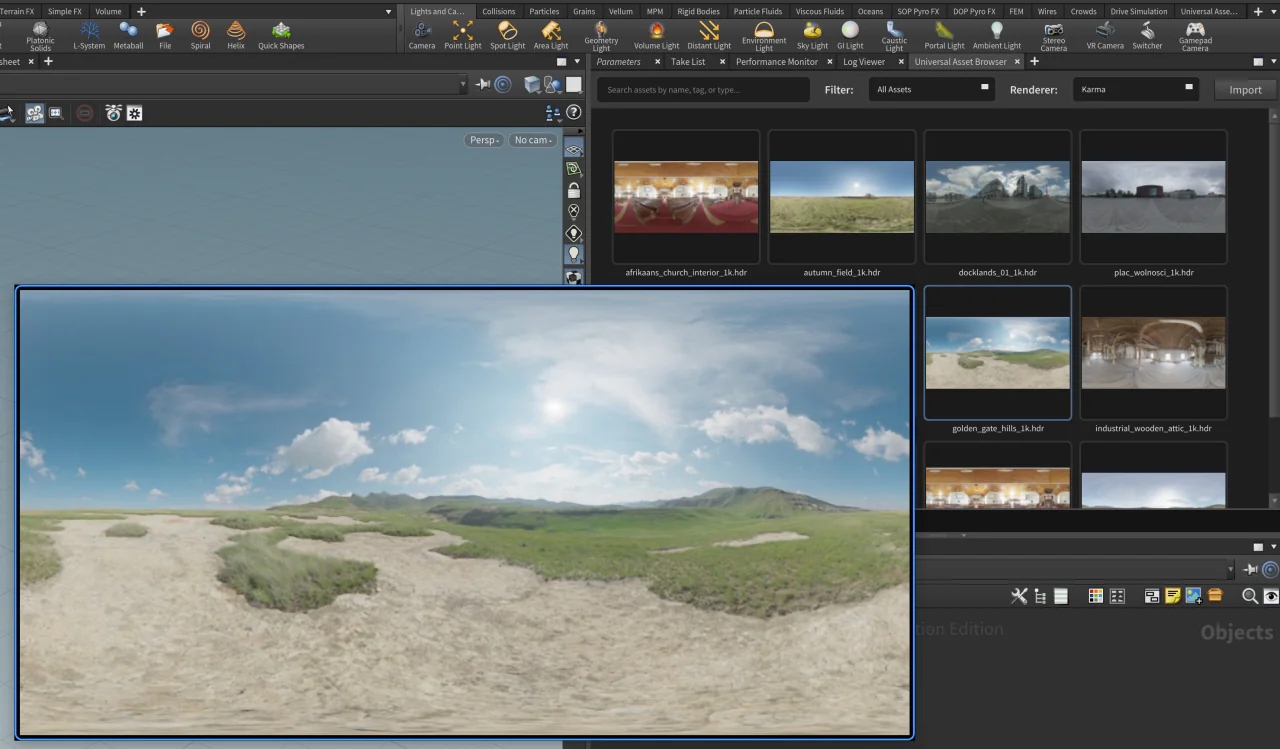 Terrain FX Simple FX Volume Lights and Ca... Collisions Particles Grains Vellum MPM Rigid Bodies Particle Fluids Viscous Fluids Oceans SOP Pyro FX DOP Pyro FX FEM Wires Crowds Drive Simulation Universal Asse...
Platonic Solids L-System Metaball File Spiral Helix Quick Shapes Camera Point Light Spot Light Area Light Geometry Light Volume Light Distant Light Environment Light Sky Light GI Light Caustic Light Portal Light Ambient Light Stereo Camera VR Camera Switcher Gamepad Camera
sheet Parameters Take List Performance Monitor Log Viewer Universal Asset Browser
Search assets by name, tag, or type... Filter: All Assets Renderer: Karma Import
Persp No cam
afrikaans_church_interior_1k.hdr autumn_field_1k.hdr docklands_01_1k.hdr plac_wolnosci_1k.hdr
golden_gate_hills_1k.hdr industrial_wooden_attic_1k.hdr
Edition Objects